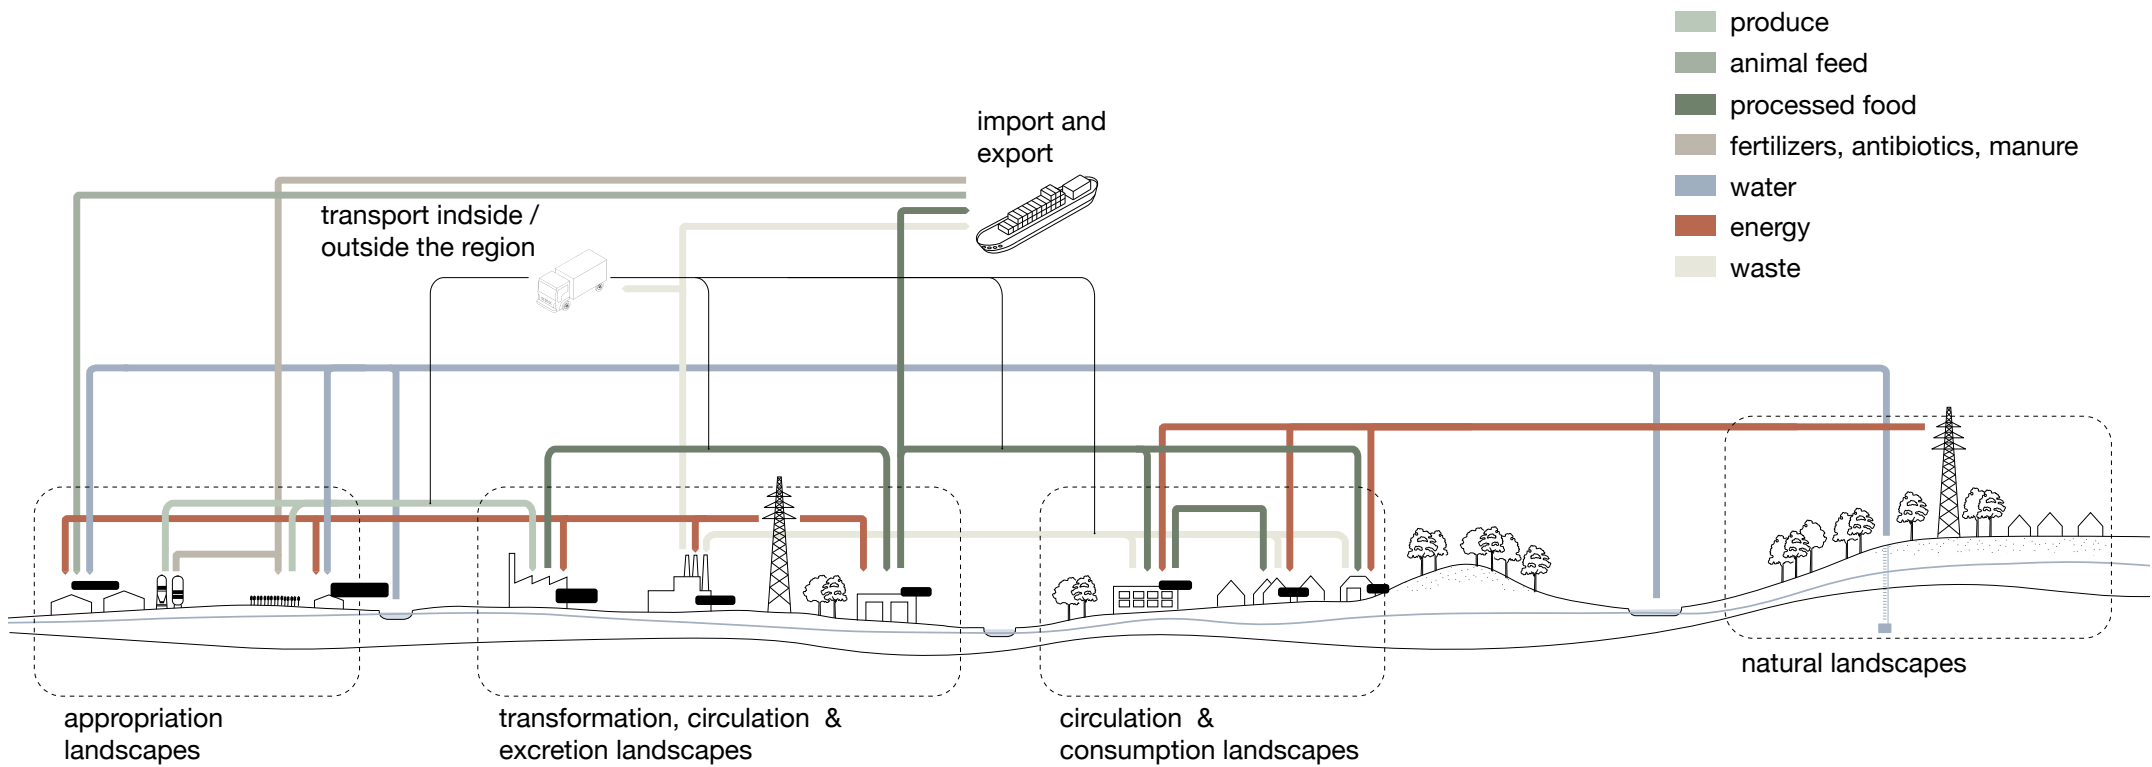 produce
animal feed
processed food
fertilizers, antibiotics, manure
water
energy
waste
import and
export
transport indside /
outside the region
natural landscapes
appropriation
landscapes
transformation, circulation &
excretion landscapes
circulation &
consumption landscapes